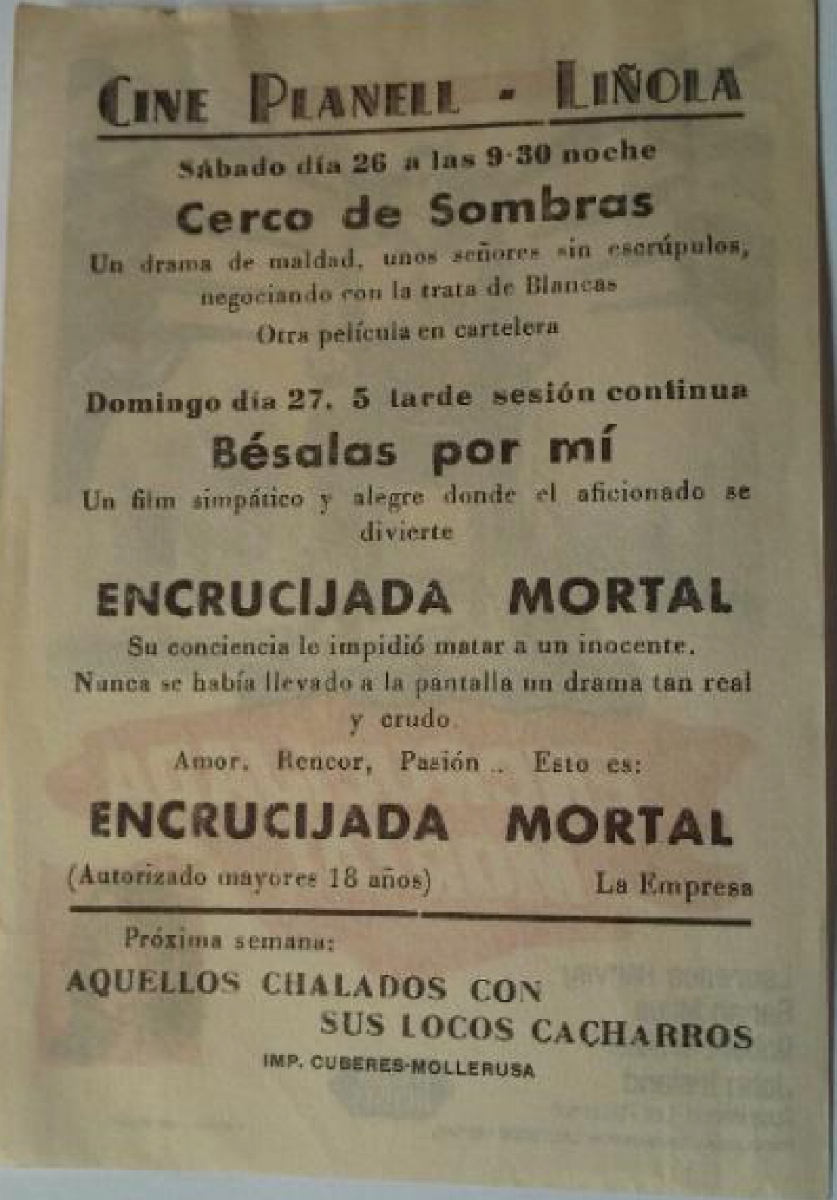 CINE PLANELL - LIÑOLA
Sábado día 26 a las 9·30 noche
Cerco de Sombras
Un drama de maldad, unos señores sin escrúpulos,
negociando con la trata de Blancas
Otra película en cartelera
Domingo día 27. 5 tarde sesión continua
Bésalas por mí
Un film simpático y alegre donde el aficionado se
divierte
ENCRUCIJADA MORTAL
Su conciencia le impidió matar a un inocente.
Nunca se había llevado a la pantalla un drama tan real
y crudo.
Amor, Rencor, Pasión .. Esto es:
ENCRUCIJADA MORTAL
(Autorizado mayores 18 años) La Empresa
Próxima semana:
AQUELLOS CHALADOS CON
SUS LOCOS CACHARROS
IMP. CUBERES-MOLLERUSA
Laurence Harvey
John Ireland